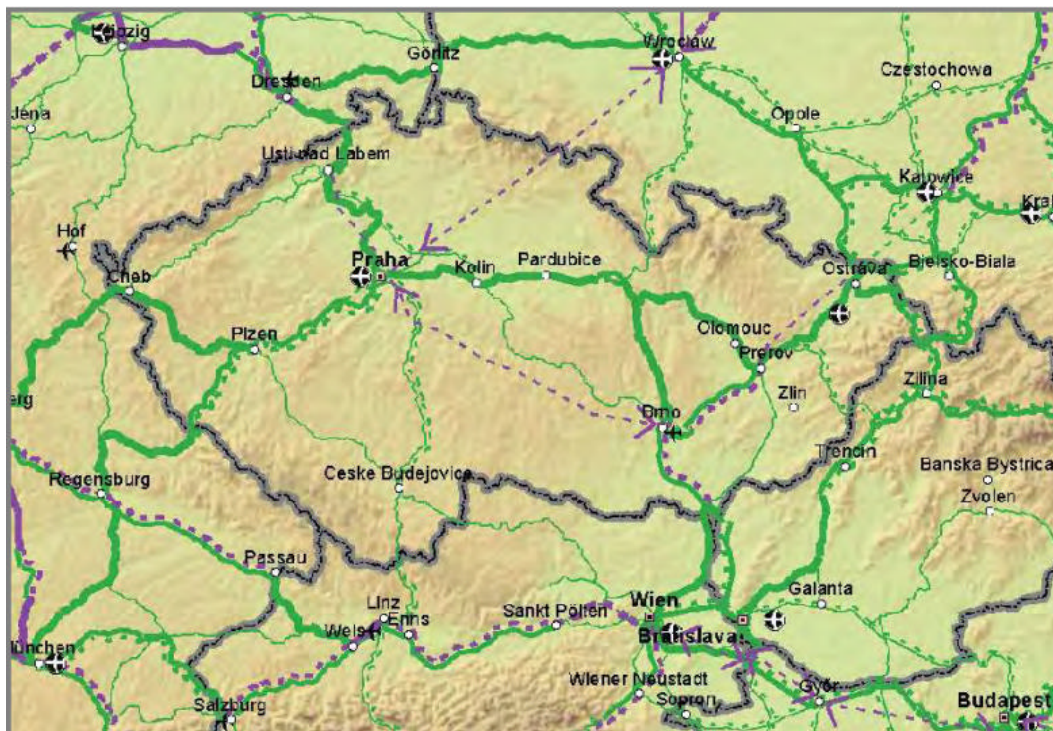 Leipzig
Görlitz
Wroclaw
Czestochowa
Dresden
Jena
Opole
Usti nad Labem
Katowice
Kral
Hof
Praha
Kolin
Pardubice
Ostrava
Bielsko-Biala
Cheb
Plzen
Olomouc
Prerov
Zilina
erg
Zlin
Brno
Trencin
Banska Bystrica
Ceske Budejovice
Regensburg
Zvolen
Passau
Galanta
Linz
Sankt Pölten
Wien
Enns
Wels
Bratislava
München
Wiener Neustadt
Györ
Sopron
Budapest
Salzburg